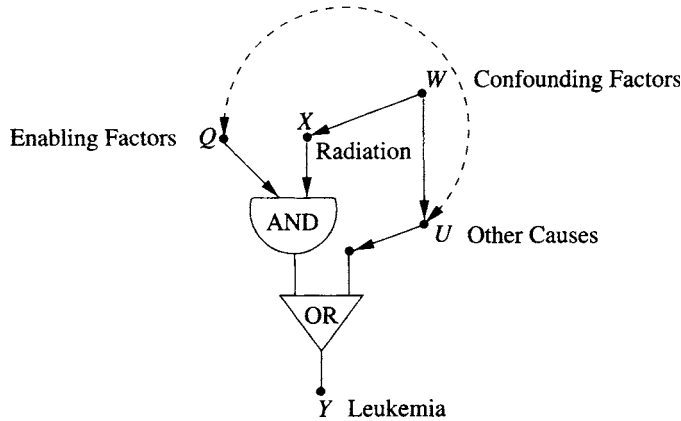 W Confounding Factors
X
Enabling Factors Q
Radiation
AND
U Other Causes
OR
Y Leukemia